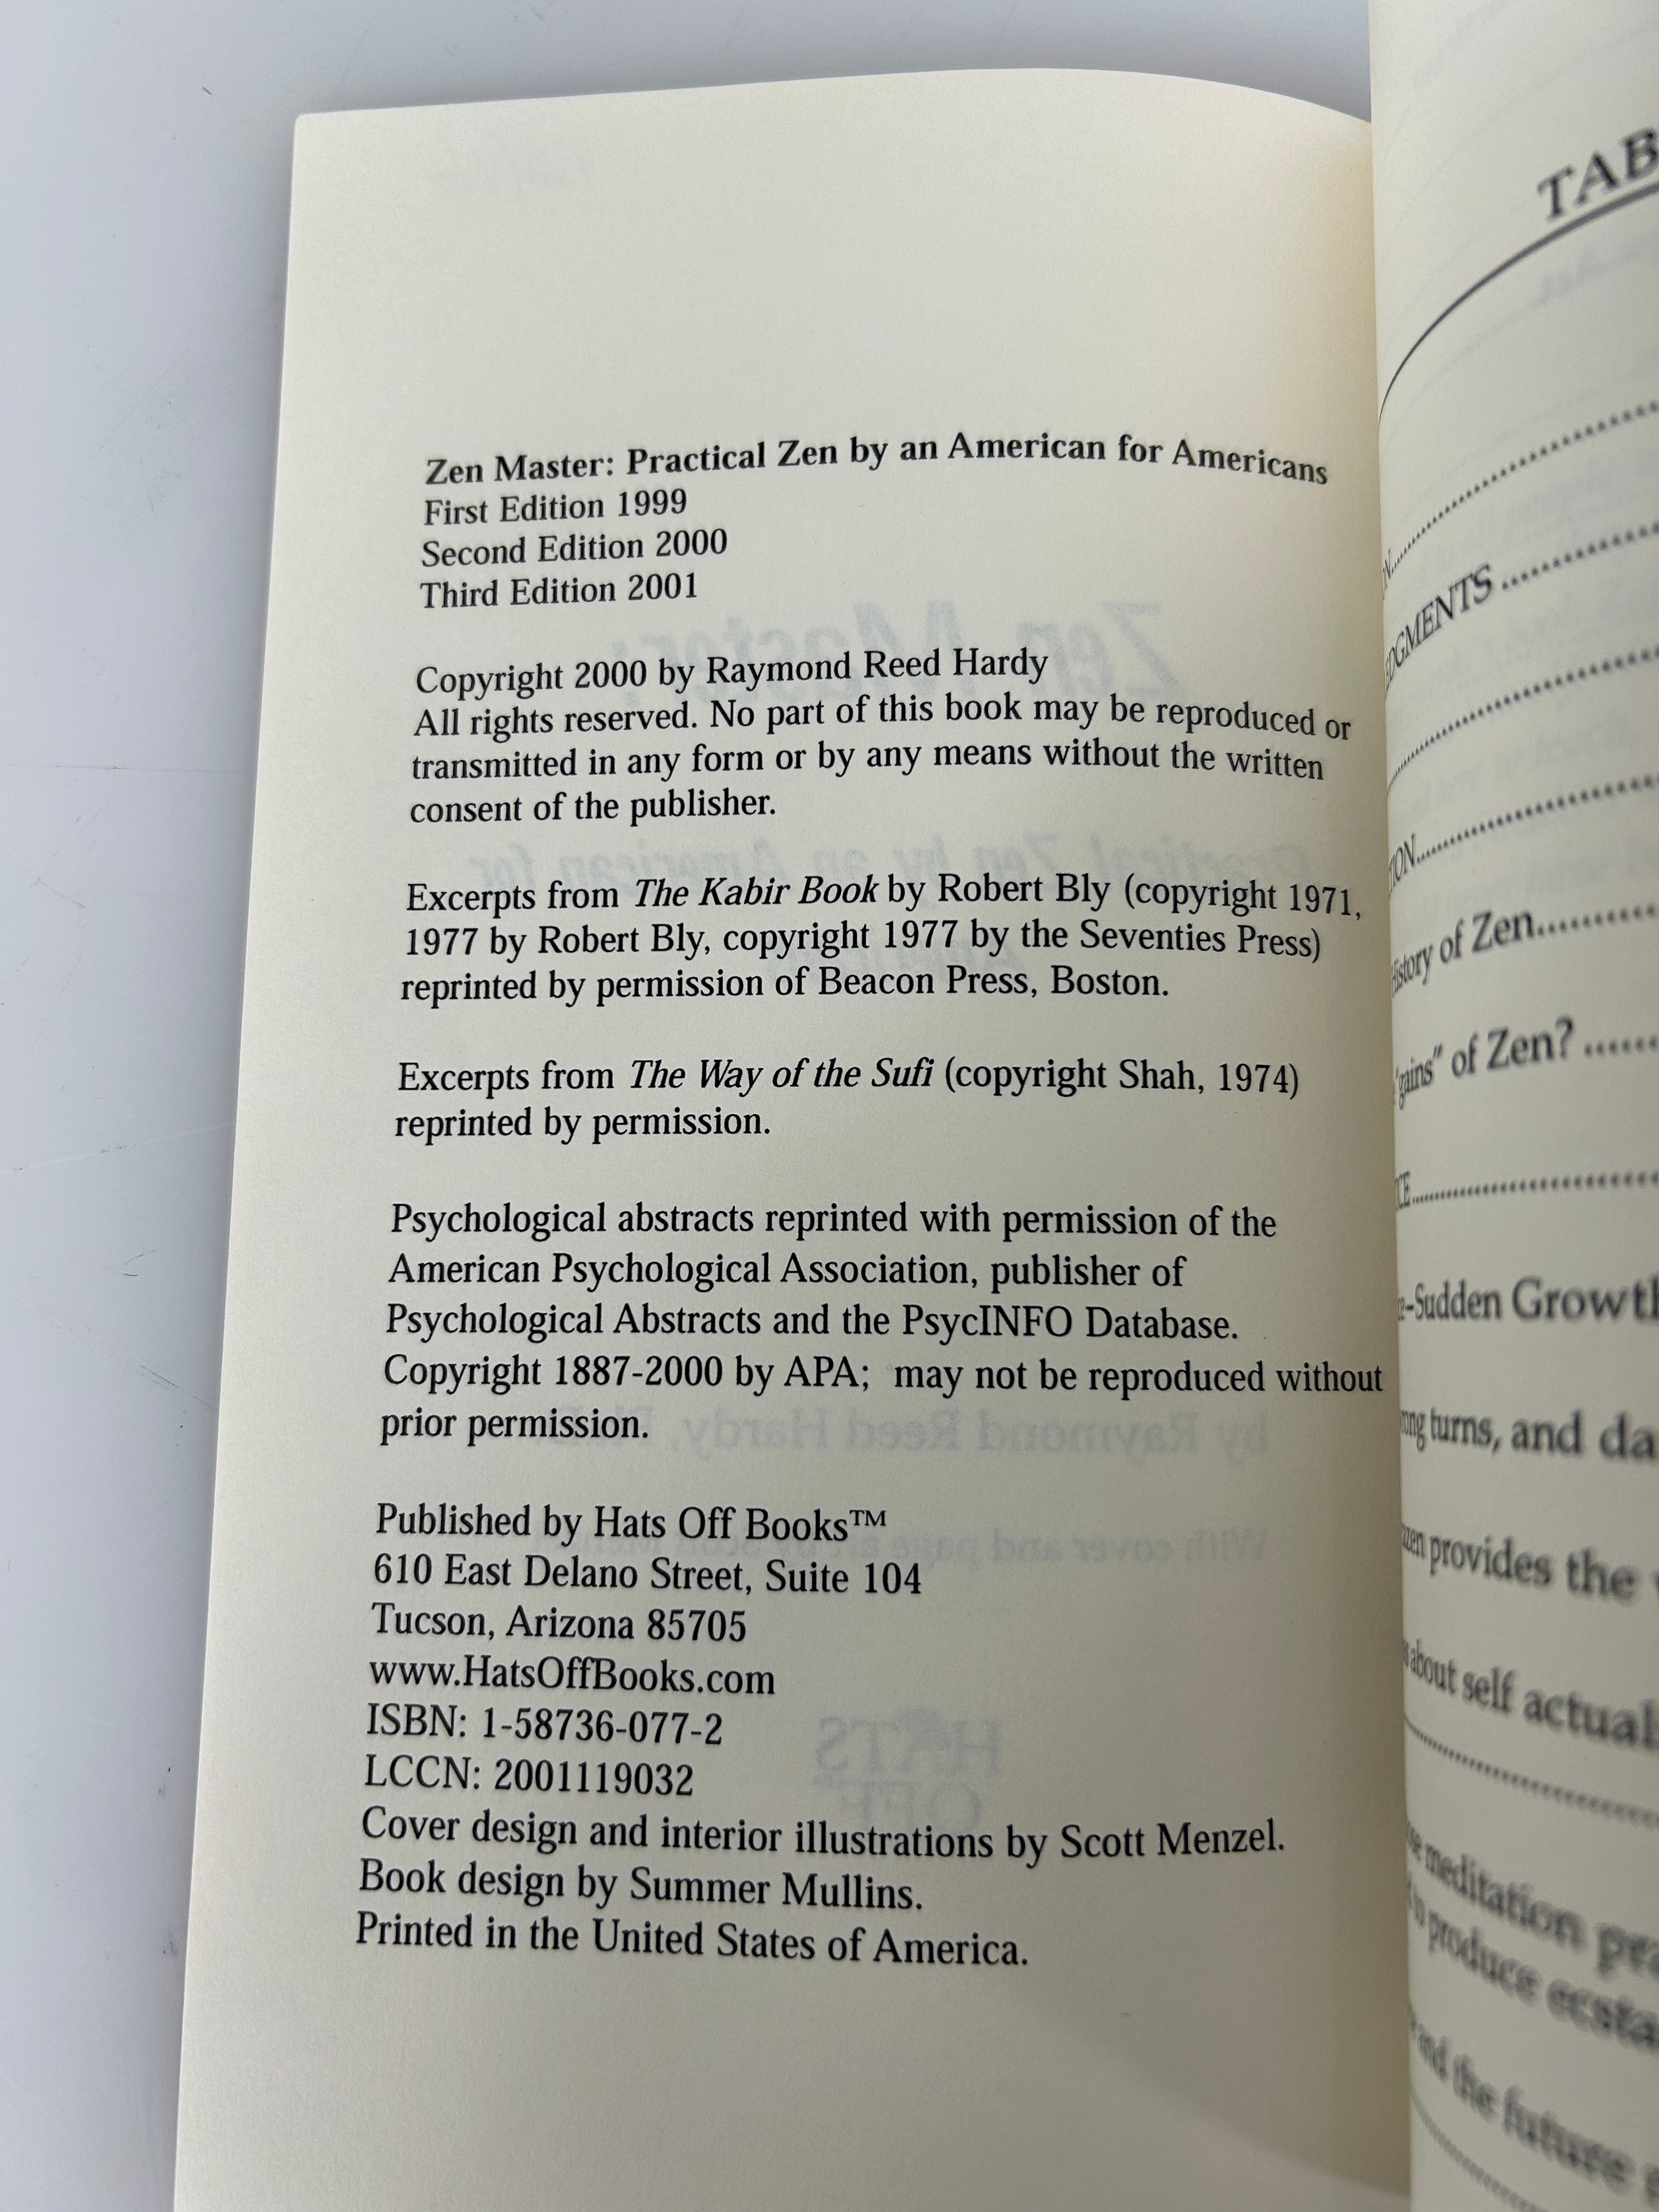 Zen Master: Practical Zen by an American for Americans
First Edition 1999
Second Edition 2000
Third Edition 2001
Copyright 2000 by Raymond Reed Hardy
All rights reserved. No part of this book may be reproduced or
transmitted in any form or by any means without the written
consent of the publisher.
Excerpts from The Kabir Book by Robert Bly (copyright 1971,
1977 by Robert Bly, copyright 1977 by the Seventies Press)
reprinted by permission of Beacon Press, Boston.
Excerpts from The Way of the Sufi (copyright Shah, 1974)
reprinted by permission.
Psychological abstracts reprinted with permission of the
American Psychological Association, publisher of
Psychological Abstracts and the PsycINFO Database.
Copyright 1887-2000 by APA;  may not be reproduced without
prior permission.
Published by Hats Off Books™
610 East Delano Street, Suite 104
Tucson, Arizona 85705
www.HatsOffBooks.com
ISBN: 1-58736-077-2
LCCN: 2001119032
Cover design and interior illustrations by Scott Menzel.
Book design by Summer Mullins.
Printed in the United States of America.
TAB
DGMENTS
History of Zen
"gains" of Zen?
-Sudden Growth
turns, and da
provides the
about self actual
meditation pra
produce ecsta
and the future